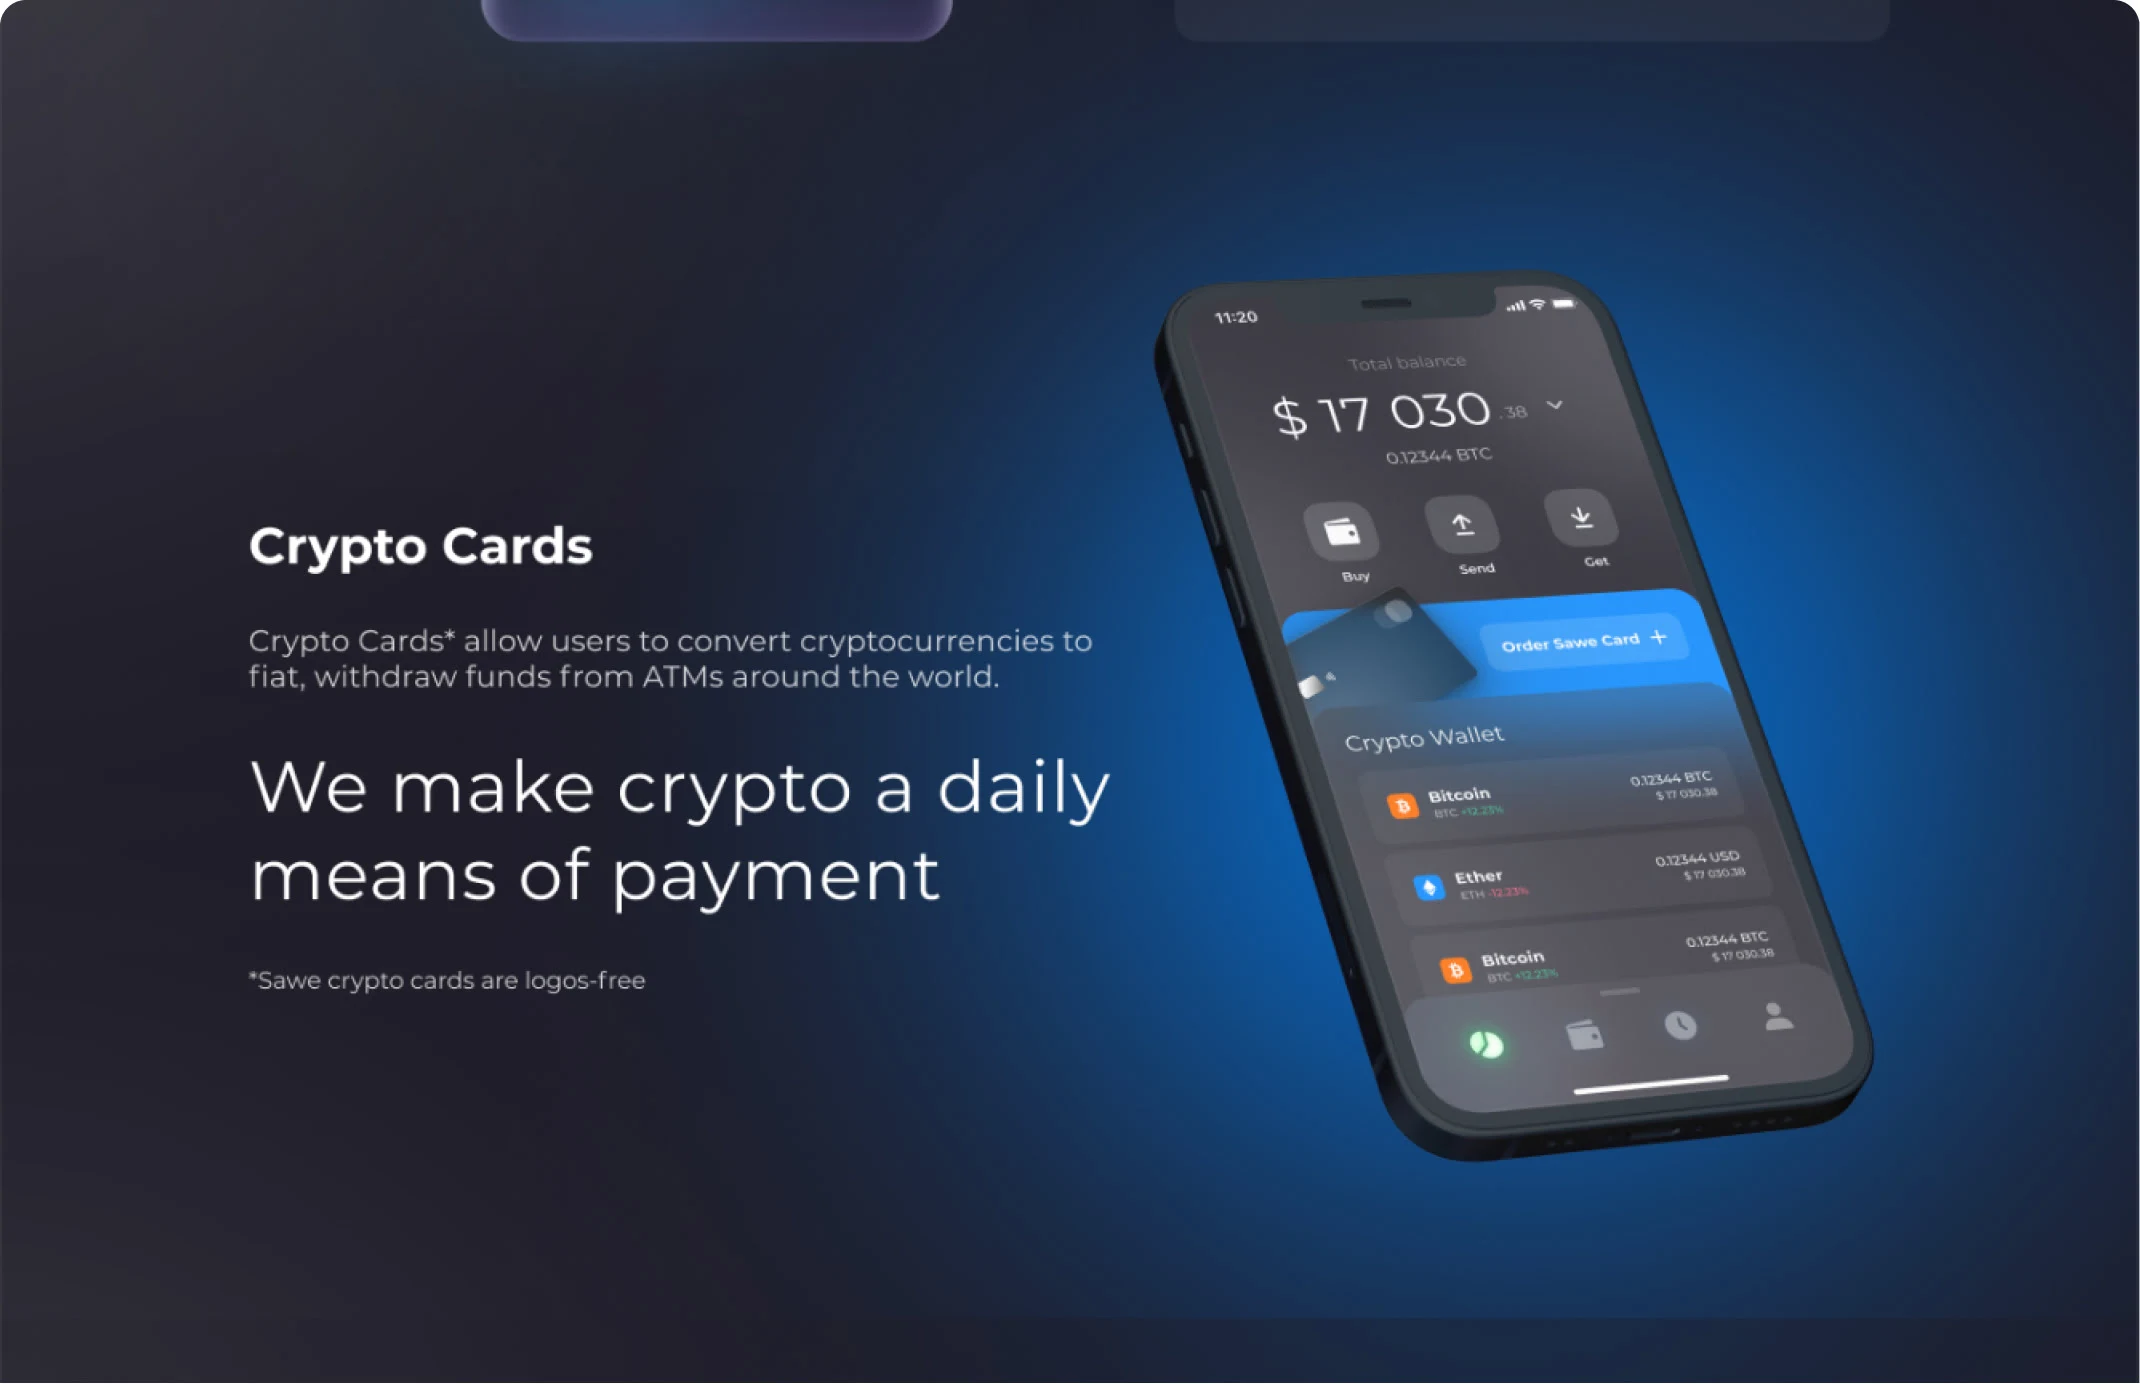 Crypto Cards
Crypto Cards* allow users to convert cryptocurrencies to
fiat, withdraw funds from ATMs around the world.
We make crypto a daily
means of payment
*Sawe crypto cards are logos-free
11:20
Total balance
$ 17 030 .38
0.12344 BTC
Buy
Send
Get
Order Sawe Card +
Crypto Wallet
Bitcoin
0.12344 BTC
BTC +12.23%
$ 17 030.38
Ether
0.12344 USD
ETH -12.23%
$ 17 030.38
Bitcoin
0.12344 BTC
BTC +12.23%
$ 17 030.38